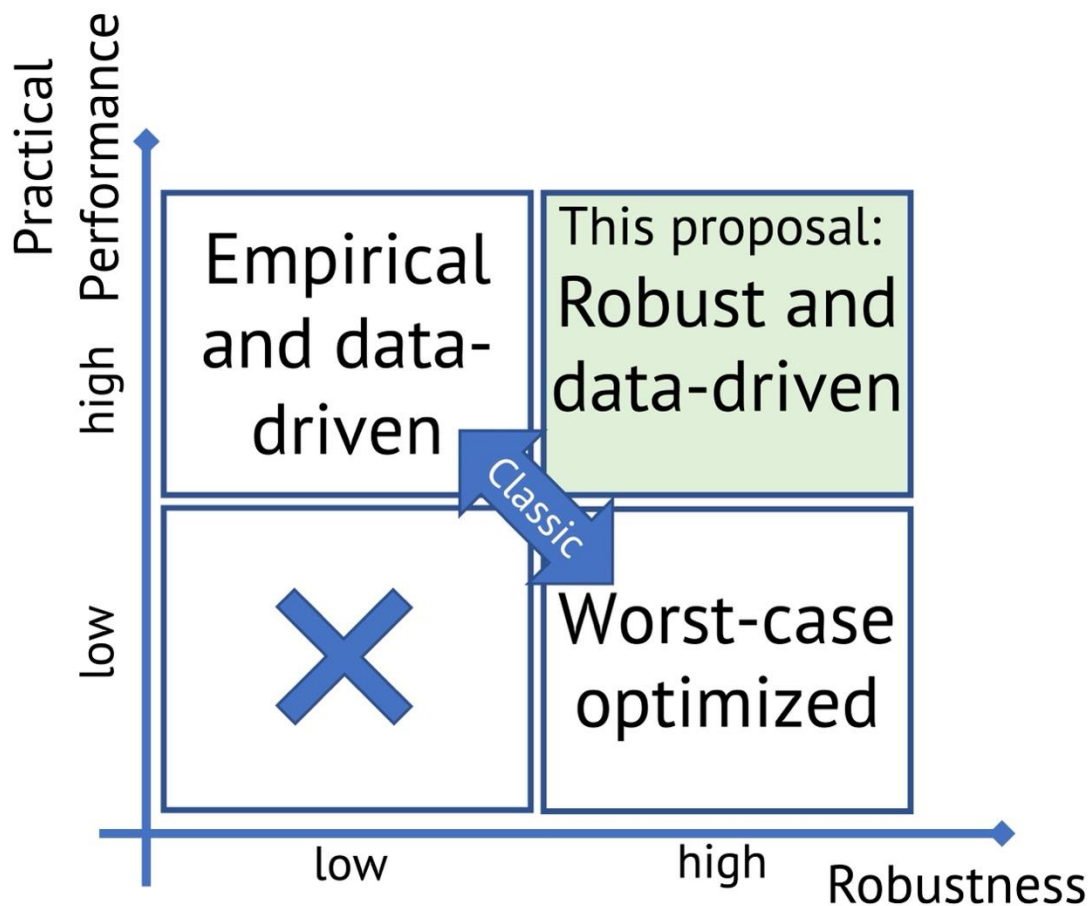 Practical
Performance
high
low
Empirical
and data-
driven
This proposal:
Robust and
data-driven
Classic
Worst-case
optimized
low
high
Robustness